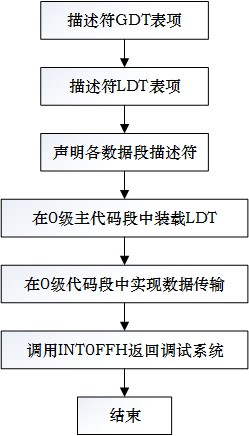 描述符GDT表项
描述符LDT表项
声明各数据段描述符
在0级主代码段中装载LDT
在0级代码段中实现数据传输
调用INT0FFH返回调试系统
结束